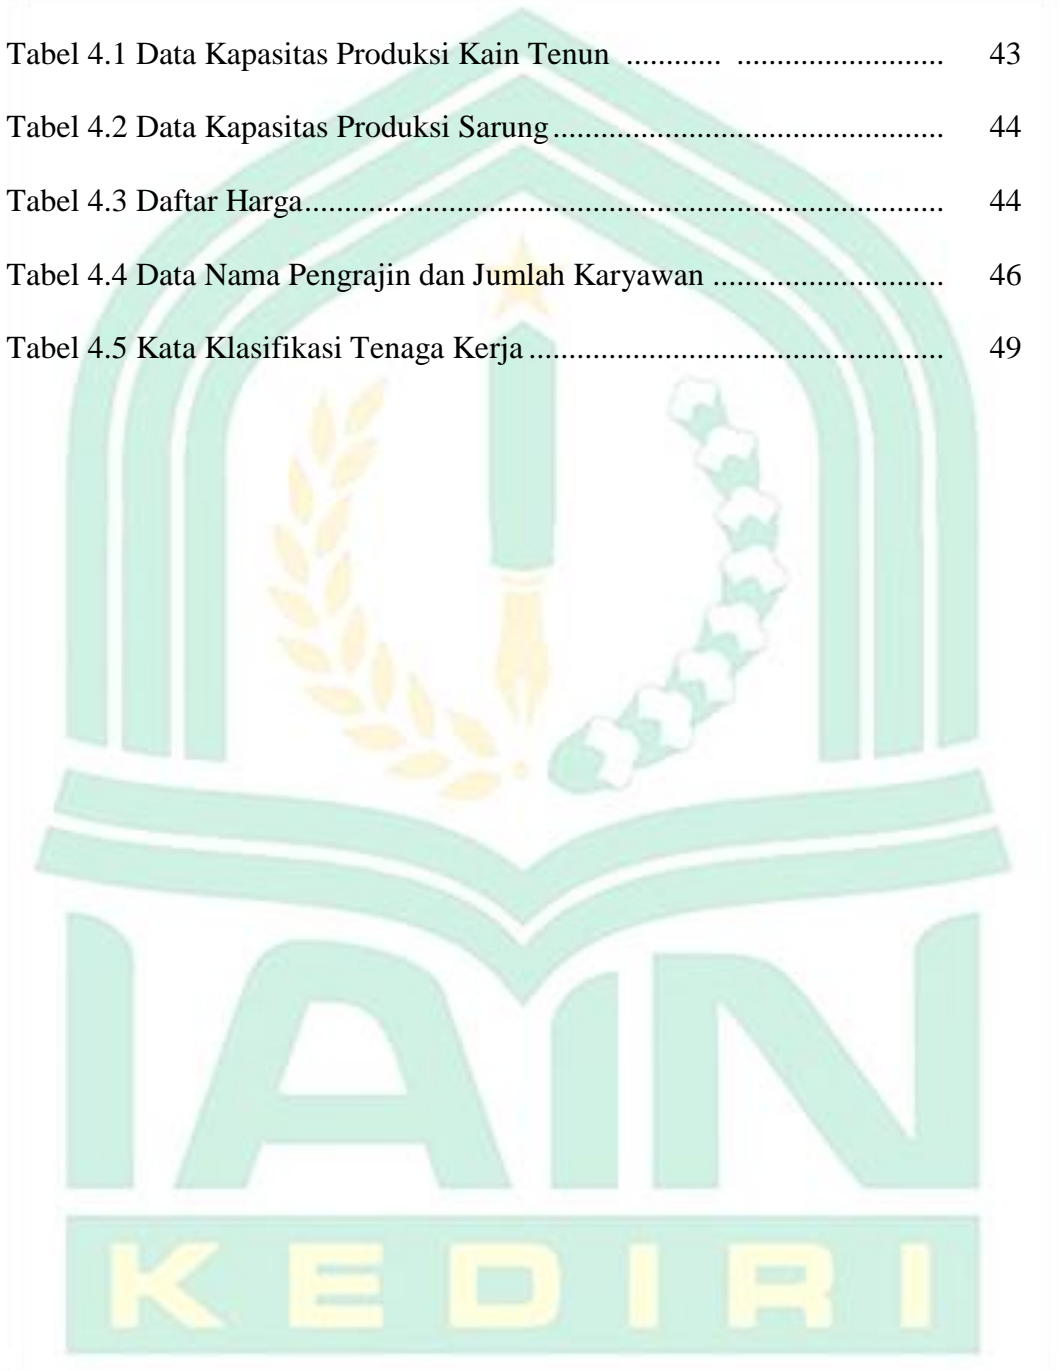 Tabel 4.1 Data Kapasitas Produksi Kain Tenun ............ .......................... 43
Tabel 4.2 Data Kapasitas Produksi Sarung ................................................. 44
Tabel 4.3 Daftar Harga ................................................................................ 44
Tabel 4.4 Data Nama Pengrajin dan Jumlah Karyawan ............................. 46
Tabel 4.5 Kata Klasifikasi Tenaga Kerja .................................................... 49
IAIN
KEDIRI